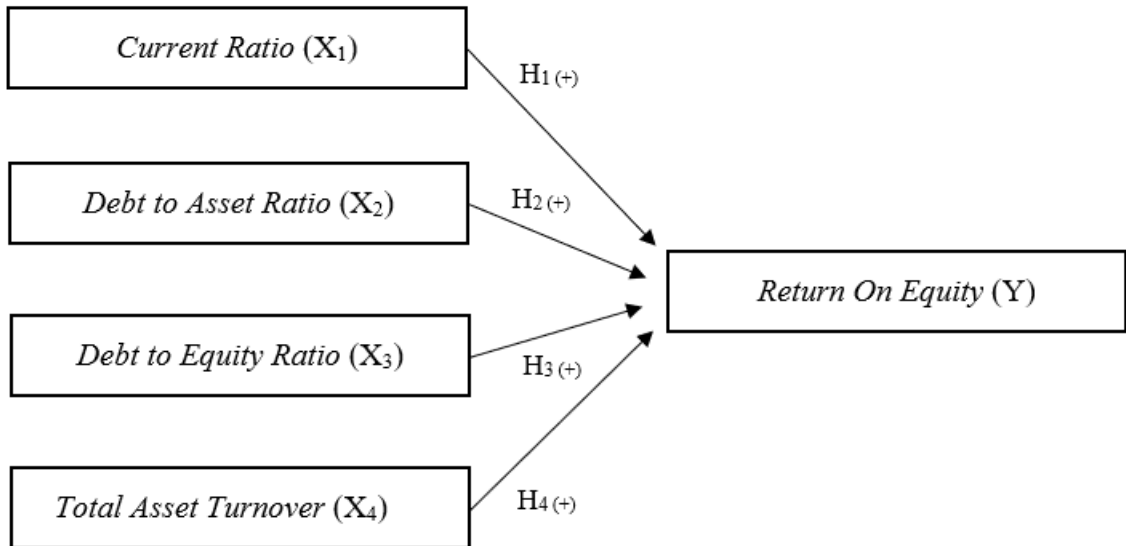 Current Ratio (X₁)
H₁ (+)
Debt to Asset Ratio (X₂)
H₂ (+)
Return On Equity (Y)
Debt to Equity Ratio (X₃)
H₃ (+)
Total Asset Turnover (X₄)
H₄ (+)